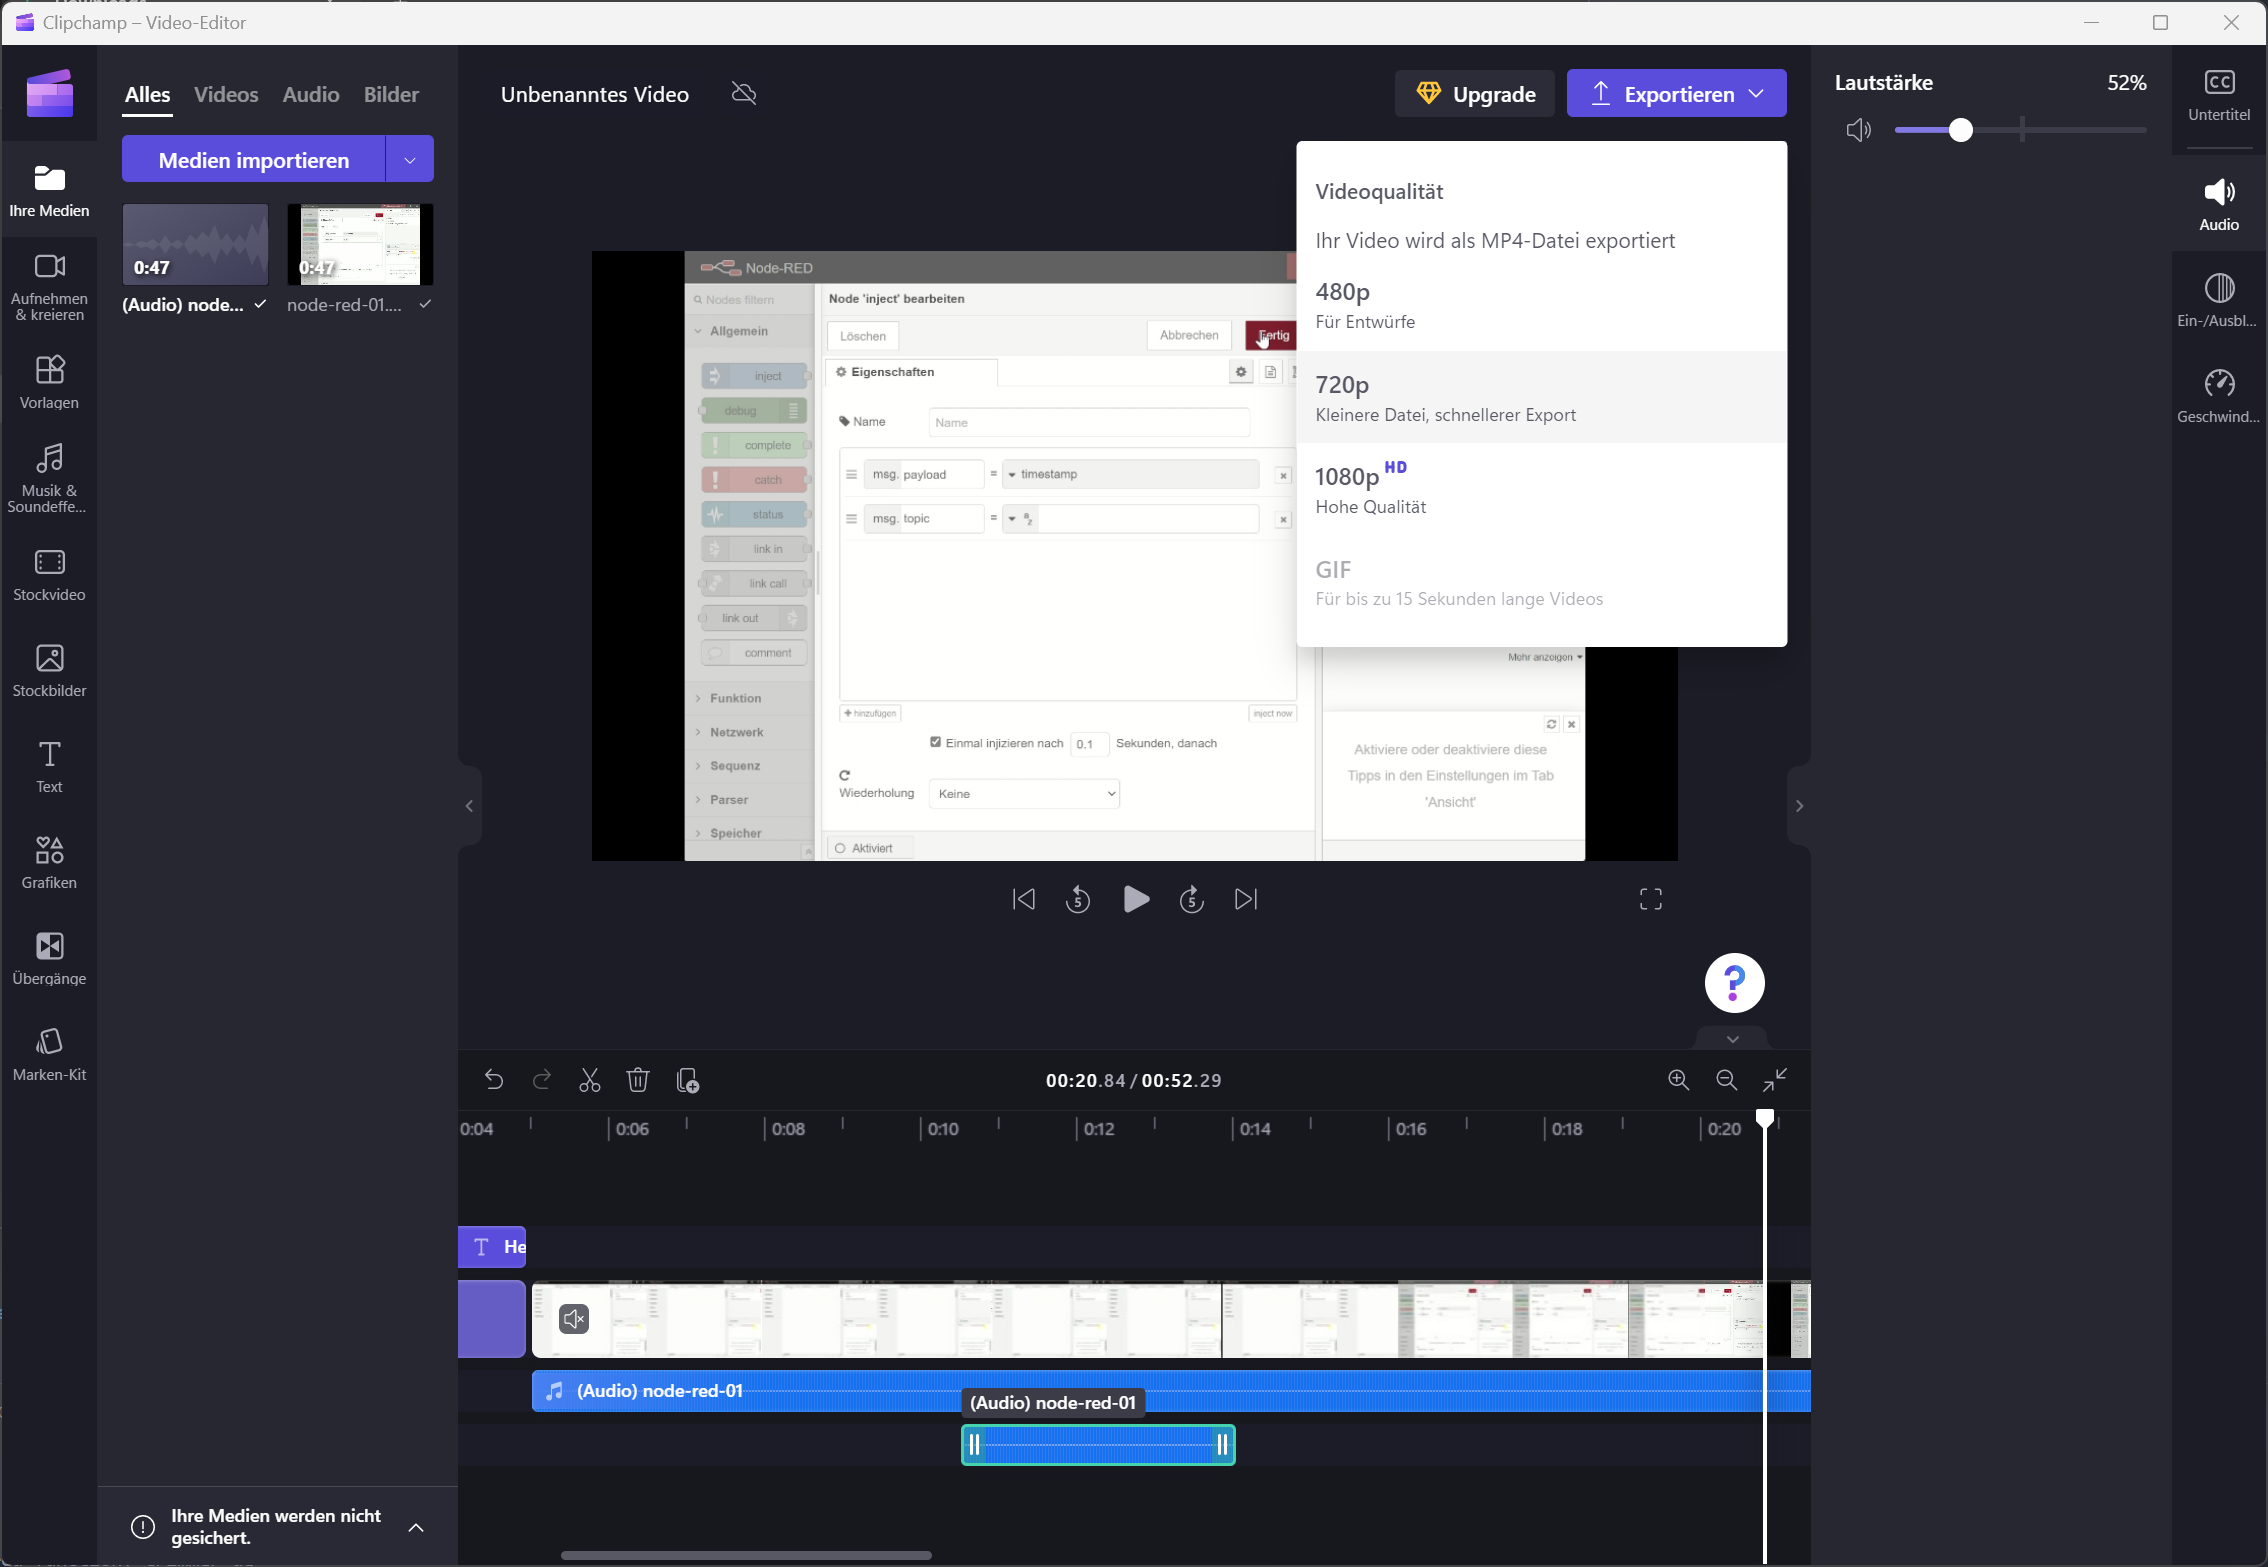 Clipchamp – Video-Editor
Alles Videos Audio Bilder
Medien importieren
0:47
0:47
(Audio) node...
node-red-01....
Ihre Medien
Aufnehmen
& kreieren
Vorlagen
Musik &
Soundeffe...
Stockvideo
Stockbilder
Text
Grafiken
Übergänge
Marken-Kit
Ihre Medien werden nicht
gesichert.
Unbenanntes Video
Upgrade
Exportieren
Videoqualität
Ihr Video wird als MP4-Datei exportiert
480p
Für Entwürfe
720p
Kleinere Datei, schnellerer Export
1080p HD
Hohe Qualität
GIF
Für bis zu 15 Sekunden lange Videos
Node-RED
Nodes filtern
Allgemein
inject
debug
complete
catch
status
link in
link call
link out
comment
Funktion
Netzwerk
Sequenz
Parser
Speicher
Node 'inject' bearbeiten
Löschen
Abbrechen
Fertig
Eigenschaften
Name
Name
msg. payload = timestamp
msg. topic =
hinzufügen
inject now
Einmal injizieren nach 0.1 Sekunden, danach
Wiederholung
Keine
Aktiviert
Mehr anzeigen
Aktiviere oder deaktiviere diese
Tipps in den Einstellungen im Tab
'Ansicht'
5
5
?
00:20.84 / 00:52.29
0:04 0:06 0:08 0:10 0:12 0:14 0:16 0:18 0:20
T He
(Audio) node-red-01
(Audio) node-red-01
Lautstärke
52%
CC
Untertitel
Audio
Ein-/Ausbl...
Geschwind...